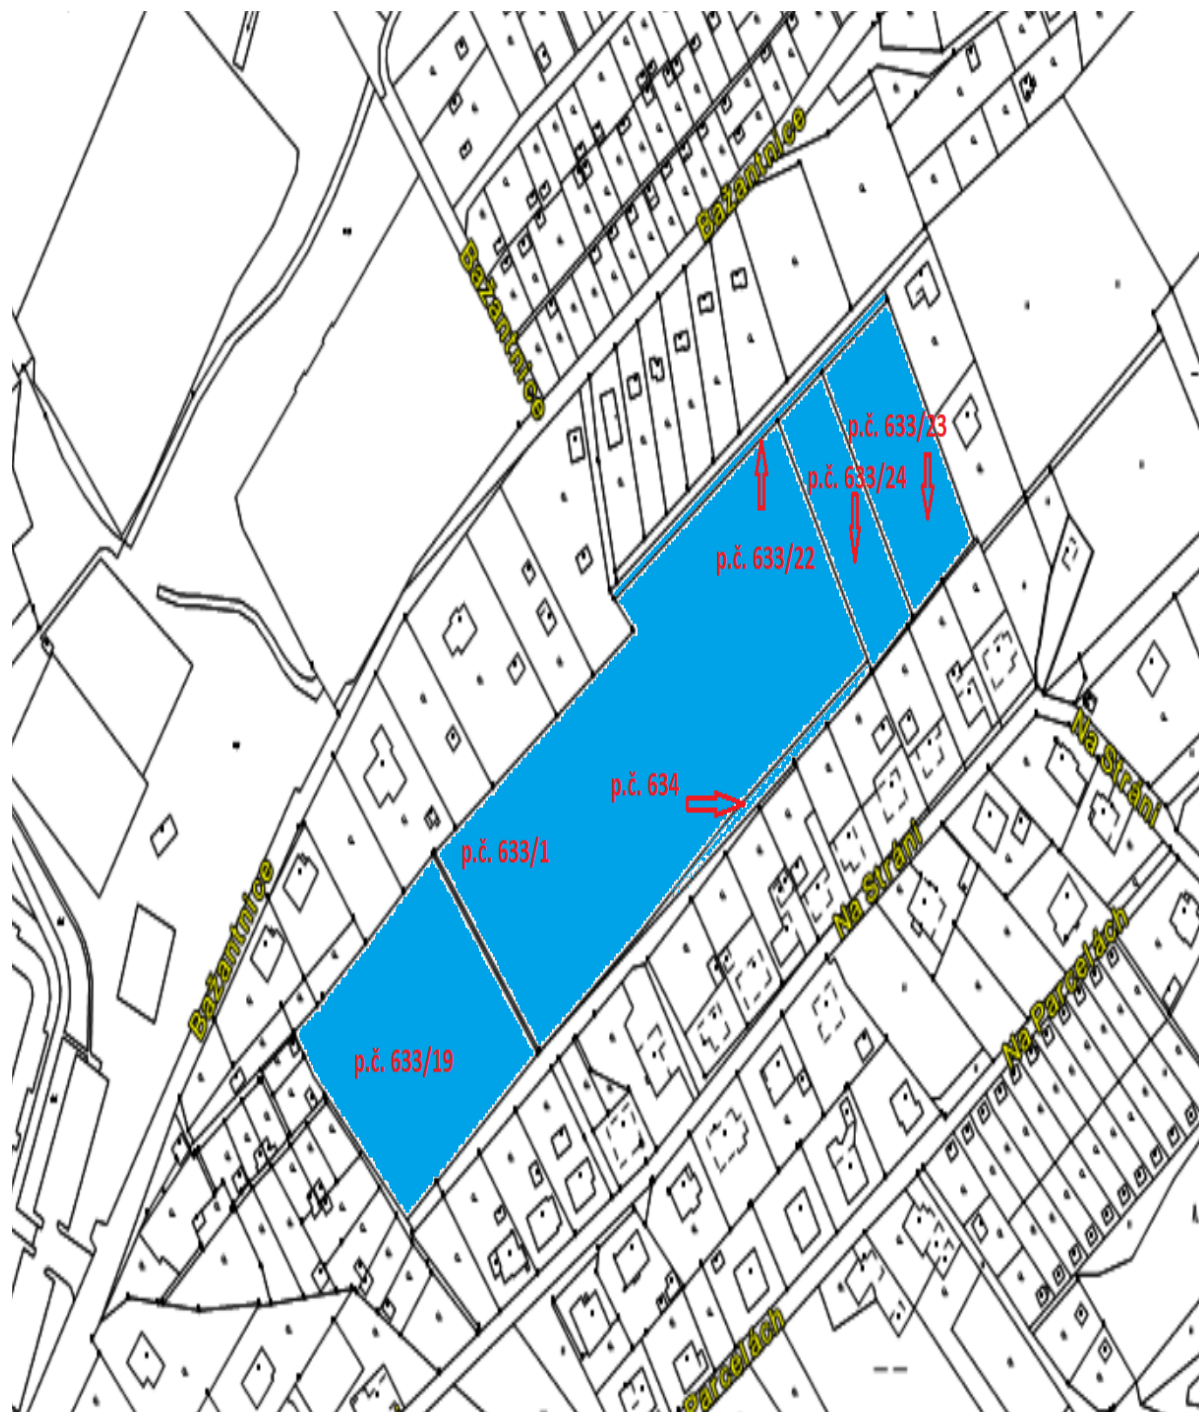 Bažantnice
Bažantnice
p.č. 633/23
p.č. 633/24
p.č. 633/22
Na Stráni
p.č. 634
p.č. 633/1
Na Stráni
Bažantnice
Na Parcelách
p.č. 633/19
Parcelách